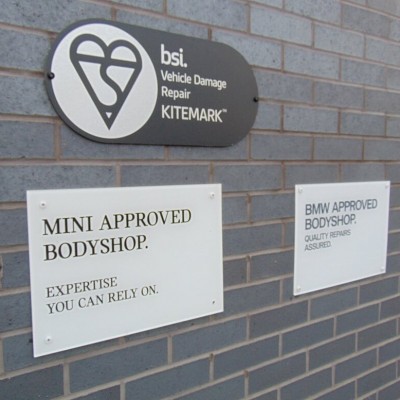 bsi.
Vehicle Damage
Repair
KITEMARK™
MINI APPROVED
BODYSHOP.
EXPERTISE
YOU CAN RELY ON.
BMW APPROVED
BODYSHOP.
QUALITY REPAIRS
ASSURED.